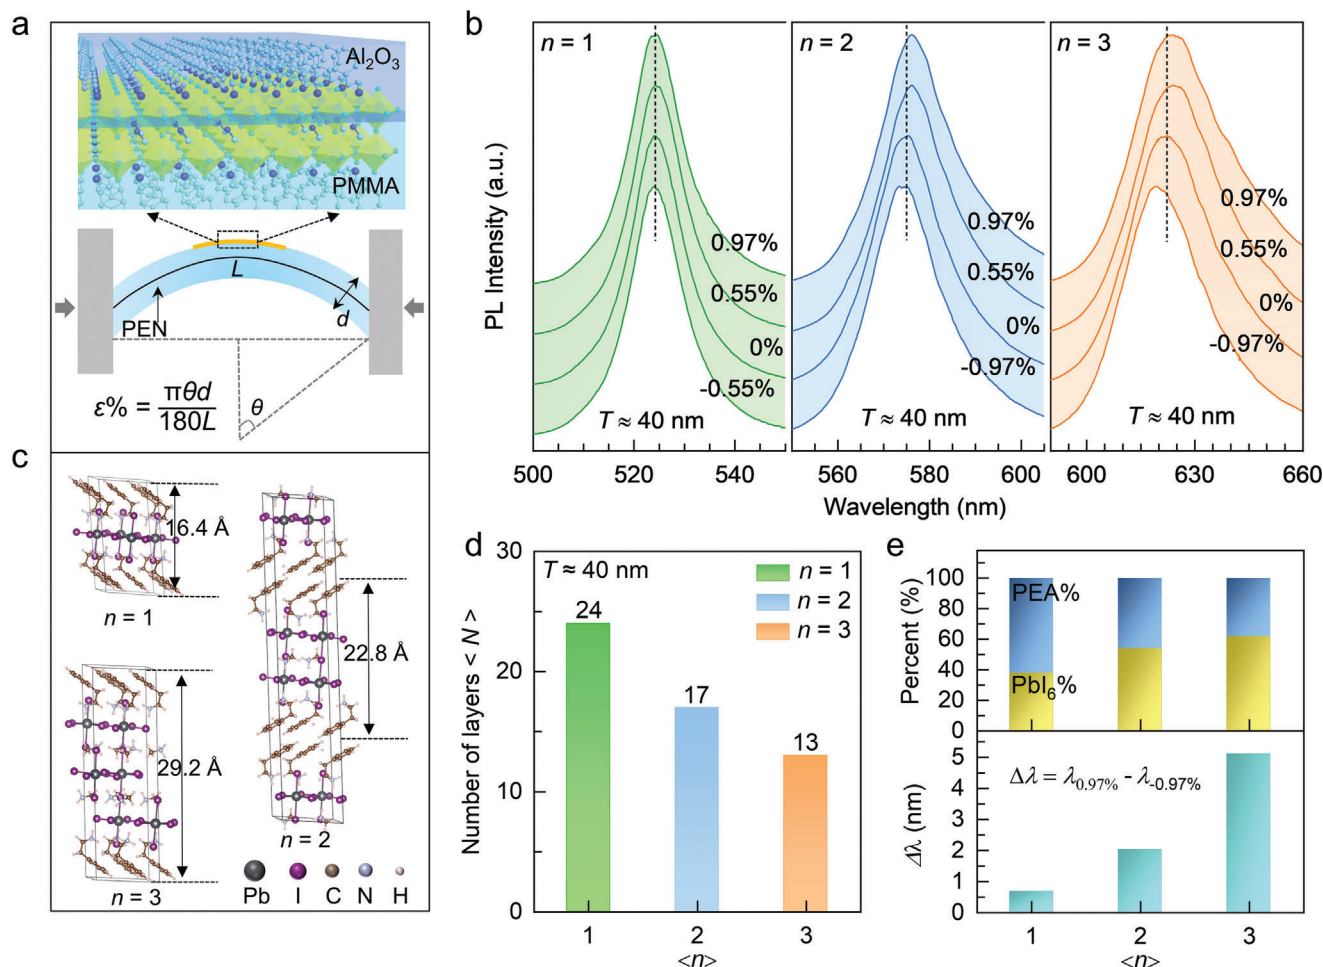 a
Al₂O₃
PMMA
L
PEN
d
ε% = πθd/180L
θ
b
n = 1
n = 2
n = 3
PL Intensity (a.u.)
0.97%
0.55%
0%
-0.55%
T ≈ 40 nm
0.97%
0.55%
0%
-0.97%
T ≈ 40 nm
0.97%
0.55%
0%
-0.97%
T ≈ 40 nm
500 520 540 560 580 600 600 630 660
Wavelength (nm)
c
16.4 Å
n = 1
22.8 Å
n = 2
29.2 Å
n = 3
Pb I C N H
d
T ≈ 40 nm
n = 1
n = 2
n = 3
Number of layers < N >
30
20
10
0
24
17
13
1 2 3
<n>
e
Percent (%)
100
80
60
40
20
0
PEA%
PbI₆%
Δλ (nm)
5
4
3
2
1
0
Δλ = λ0.97% - λ-0.97%
1 2 3
<n>